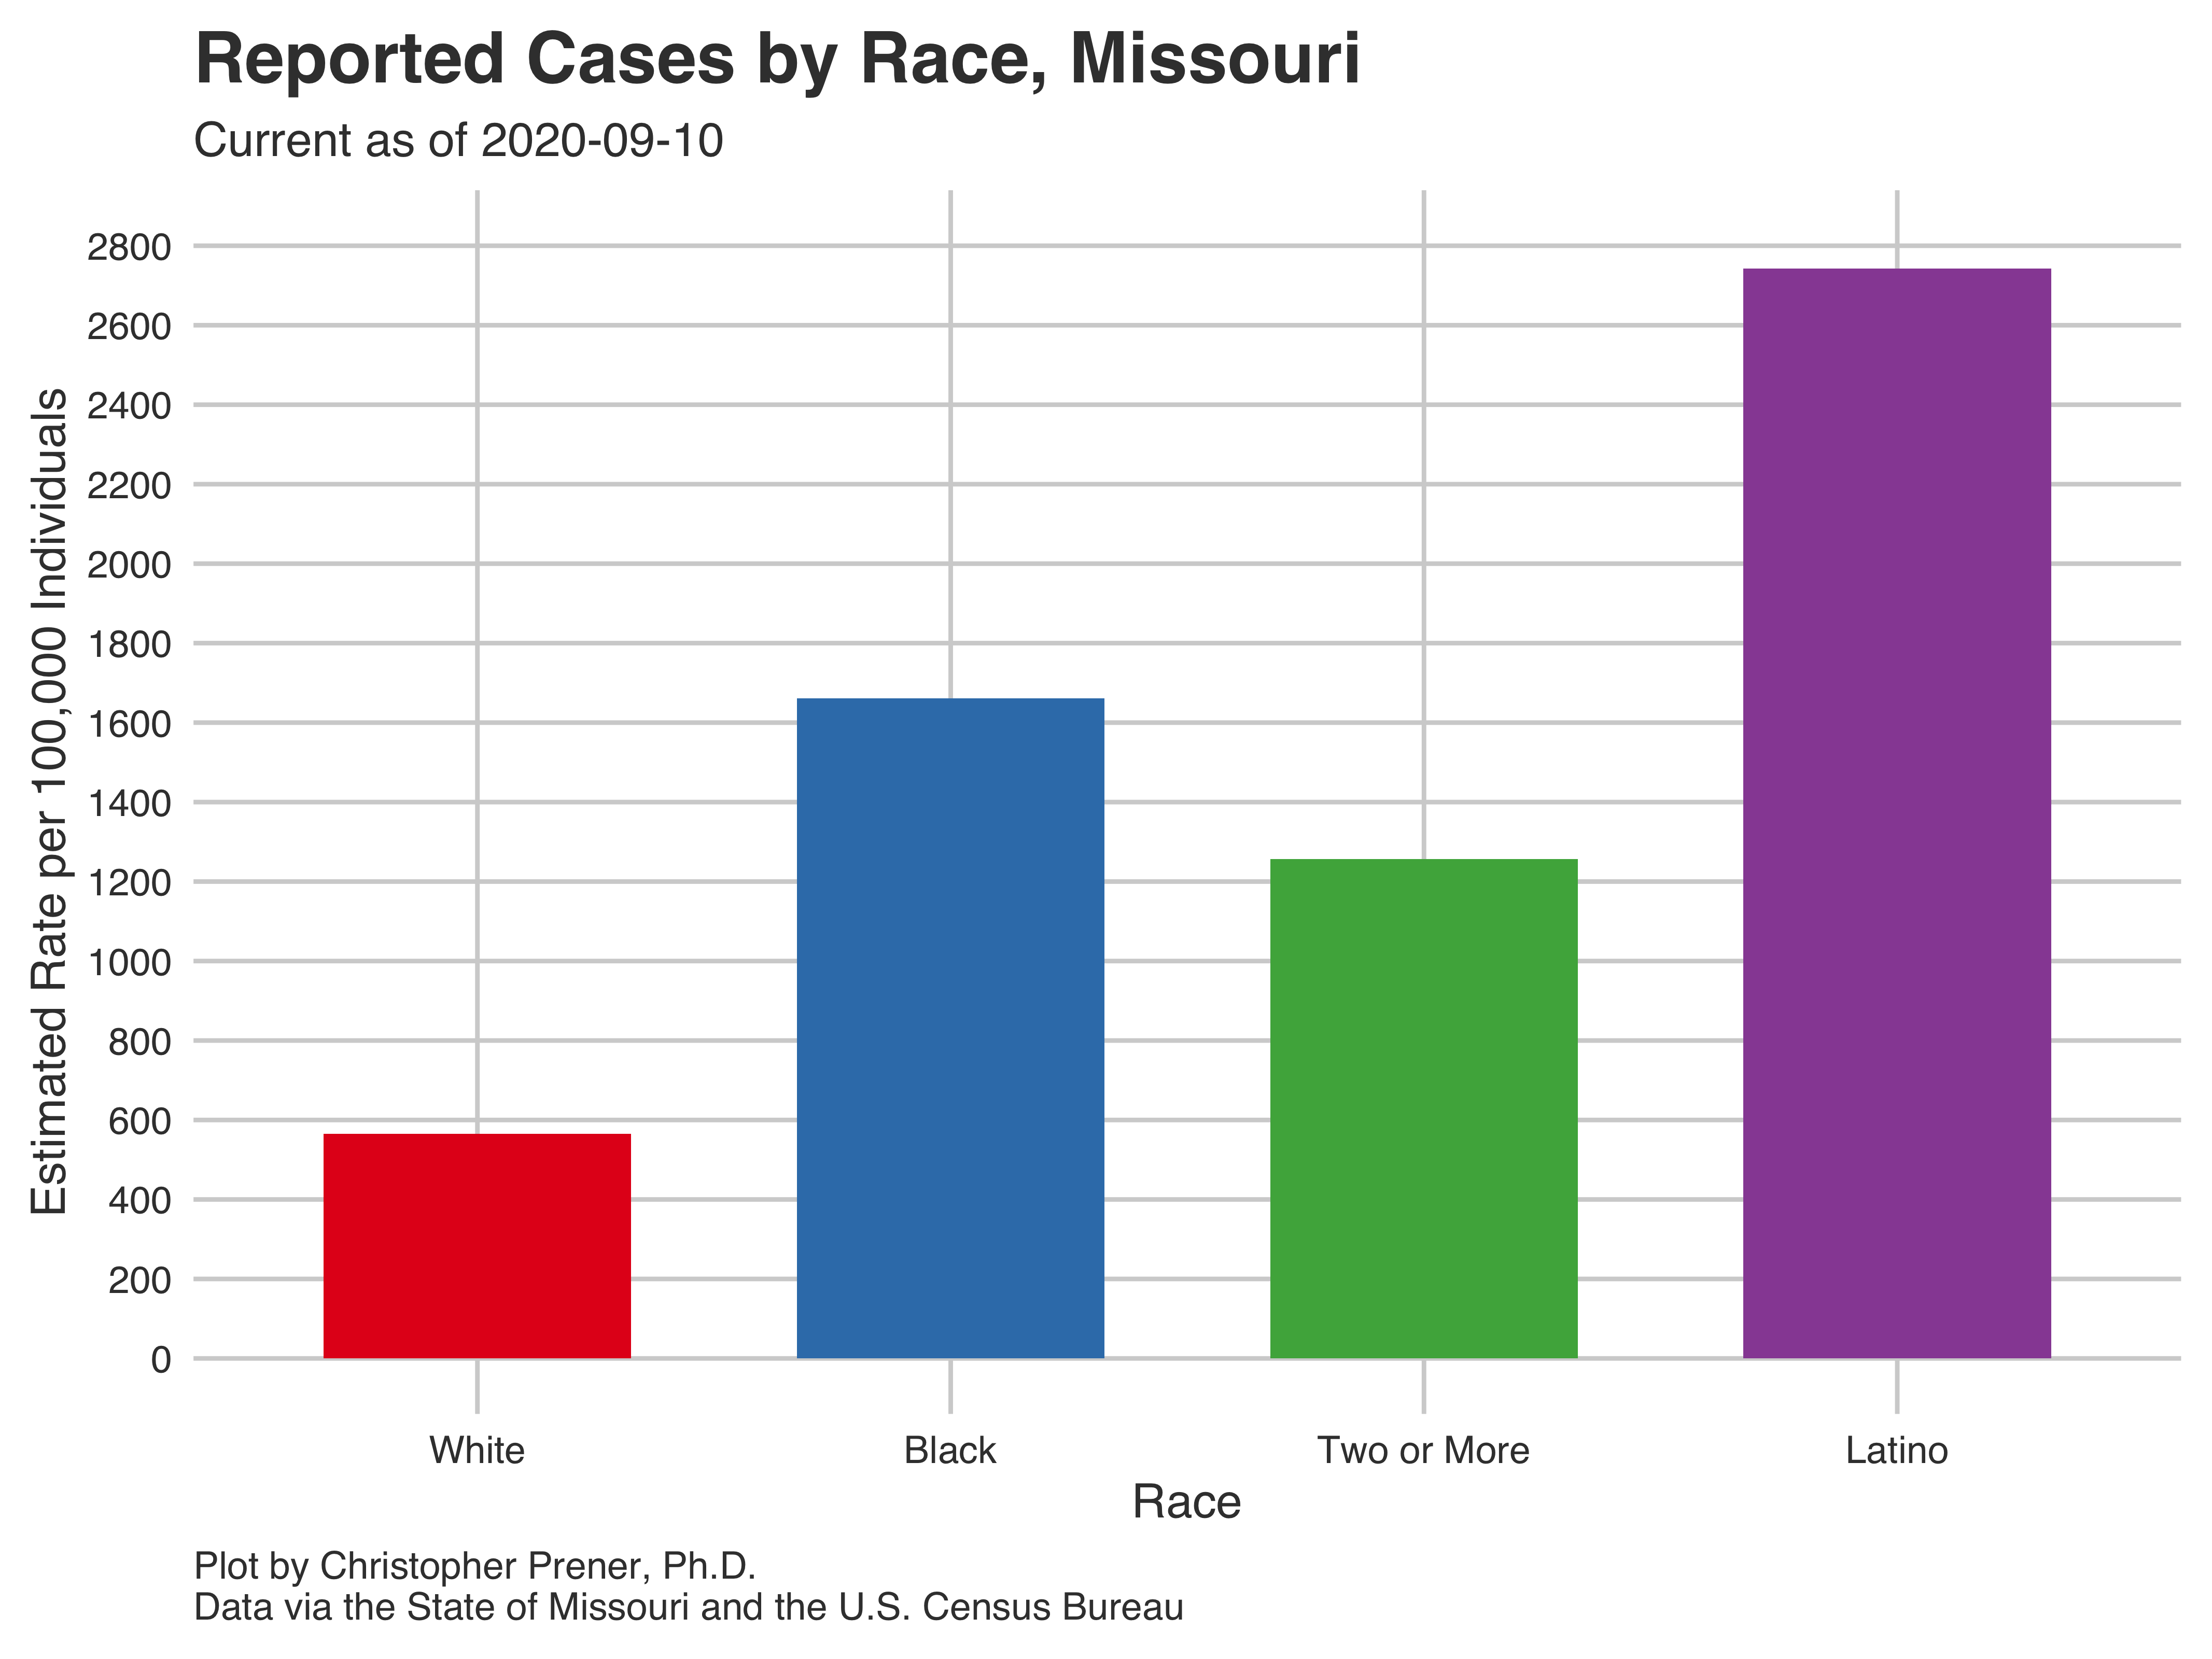 Reported Cases by Race, Missouri
Current as of 2020-09-10
Estimated Rate per 100,000 Individuals
2800
2600
2400
2200
2000
1800
1600
1400
1200
1000
800
600
400
200
0
White
Black
Two or More
Latino
Race
Plot by Christopher Prener, Ph.D.
Data via the State of Missouri and the U.S. Census Bureau